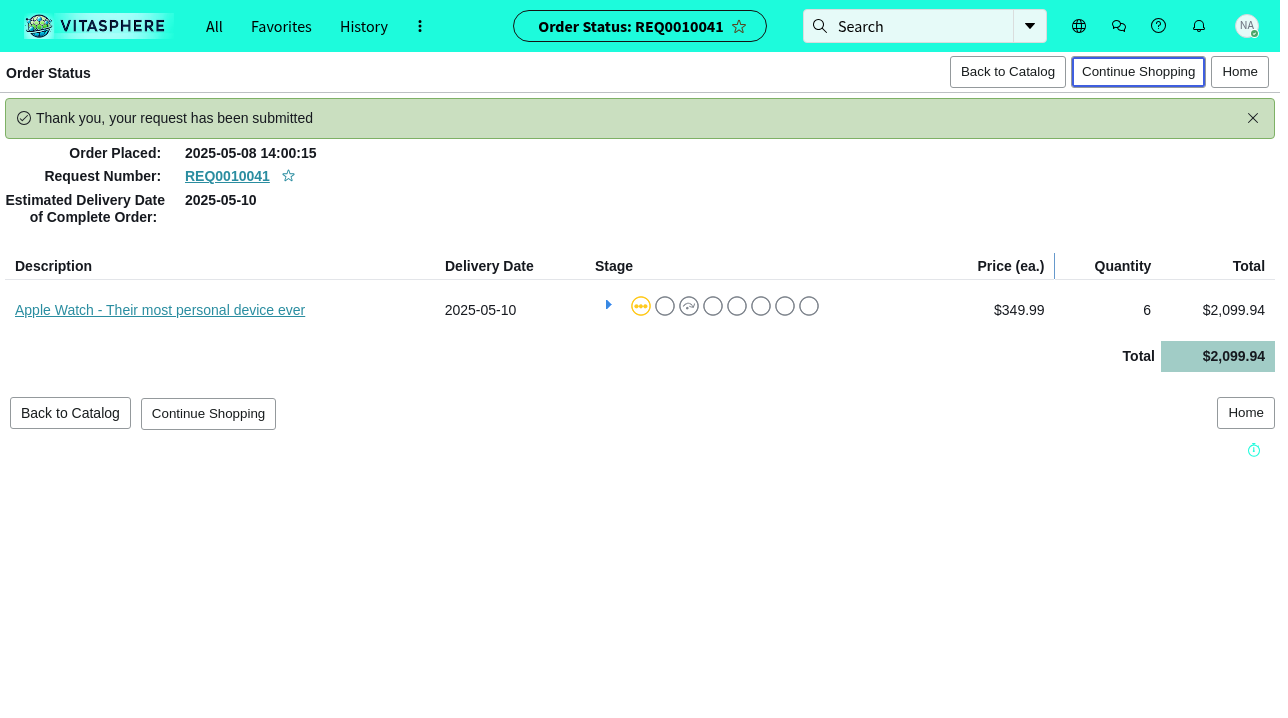 VITASPHERE All Favorites History Order Status: REQ0010041 Search NA
Order Status Back to Catalog Continue Shopping Home
Thank you, your request has been submitted
Order Placed: 2025-05-08 14:00:15
Request Number: REQ0010041
Estimated Delivery Date 2025-05-10
of Complete Order:
Description Delivery Date Stage Price (ea.) Quantity Total
Apple Watch - Their most personal device ever 2025-05-10 $349.99 6 $2,099.94
Total $2,099.94
Back to Catalog Continue Shopping Home